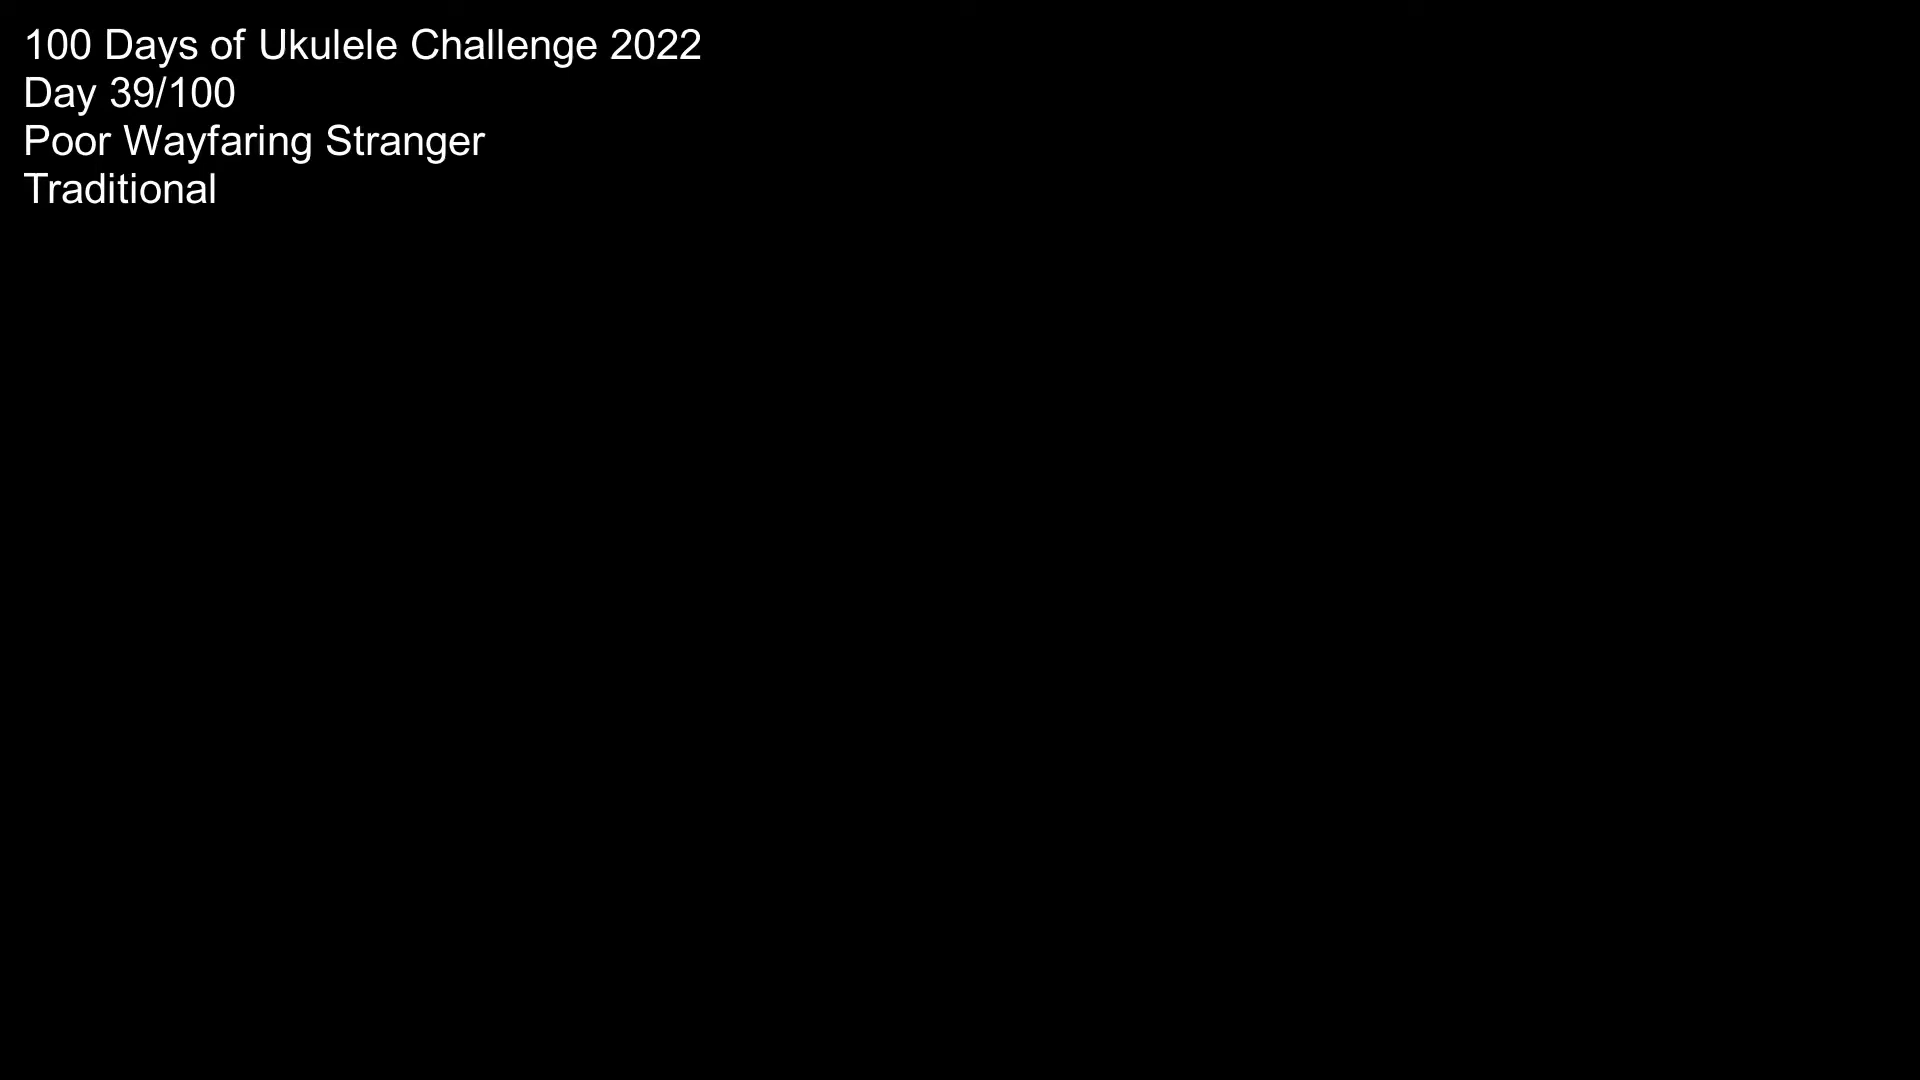 100 Days of Ukulele Challenge 2022
Day 39/100
Poor Wayfaring Stranger
Traditional